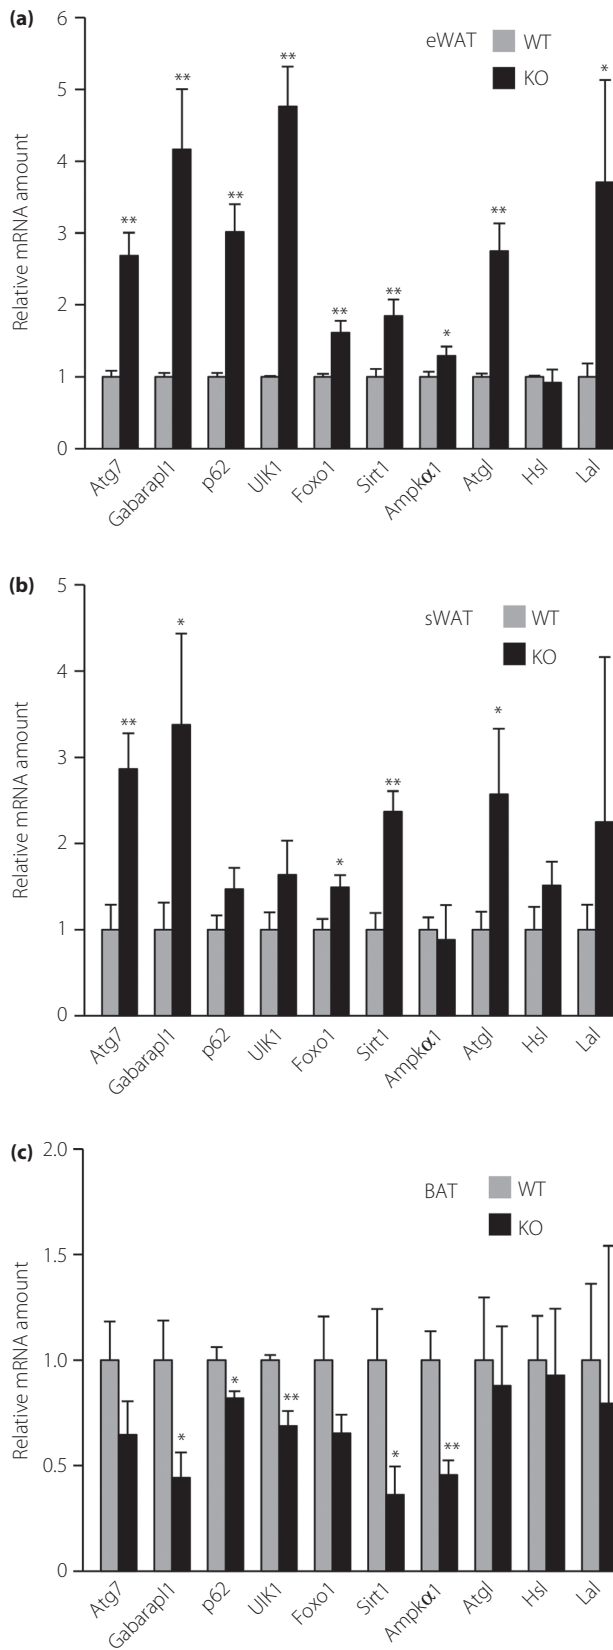 (a)
eWAT
WT
KO
Relative mRNA amount
6
5
4
3
2
1
0
**
**
**
**
**
**
*
**
*
Atg7
Gabarapl1
p62
UlK1
Foxo1
Sirt1
Ampkα1
Atgl
Hsl
Lal
(b)
sWAT
WT
KO
Relative mRNA amount
5
4
3
2
1
0
**
*
*
**
*
Atg7
Gabarapl1
p62
UlK1
Foxo1
Sirt1
Ampkα1
Atgl
Hsl
Lal
(c)
BAT
WT
KO
Relative mRNA amount
2.0
1.5
1.0
0.5
0
*
*
**
*
**
Atg7
Gabarapl1
p62
UlK1
Foxo1
Sirt1
Ampkα1
Atgl
Hsl
Lal